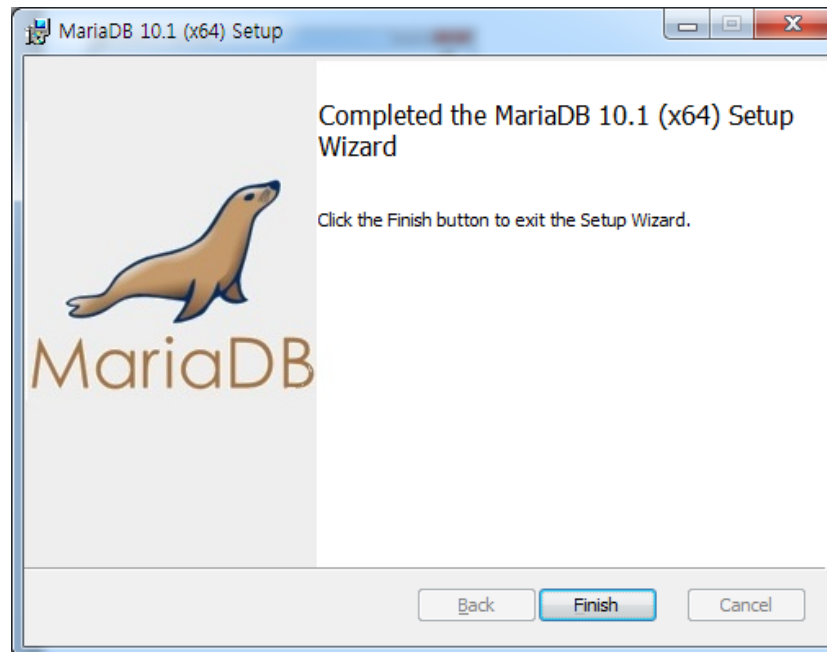 MariaDB 10.1 (x64) Setup
Completed the MariaDB 10.1 (x64) Setup
Wizard
Click the Finish button to exit the Setup Wizard.
MariaDB
Back
Finish
Cancel